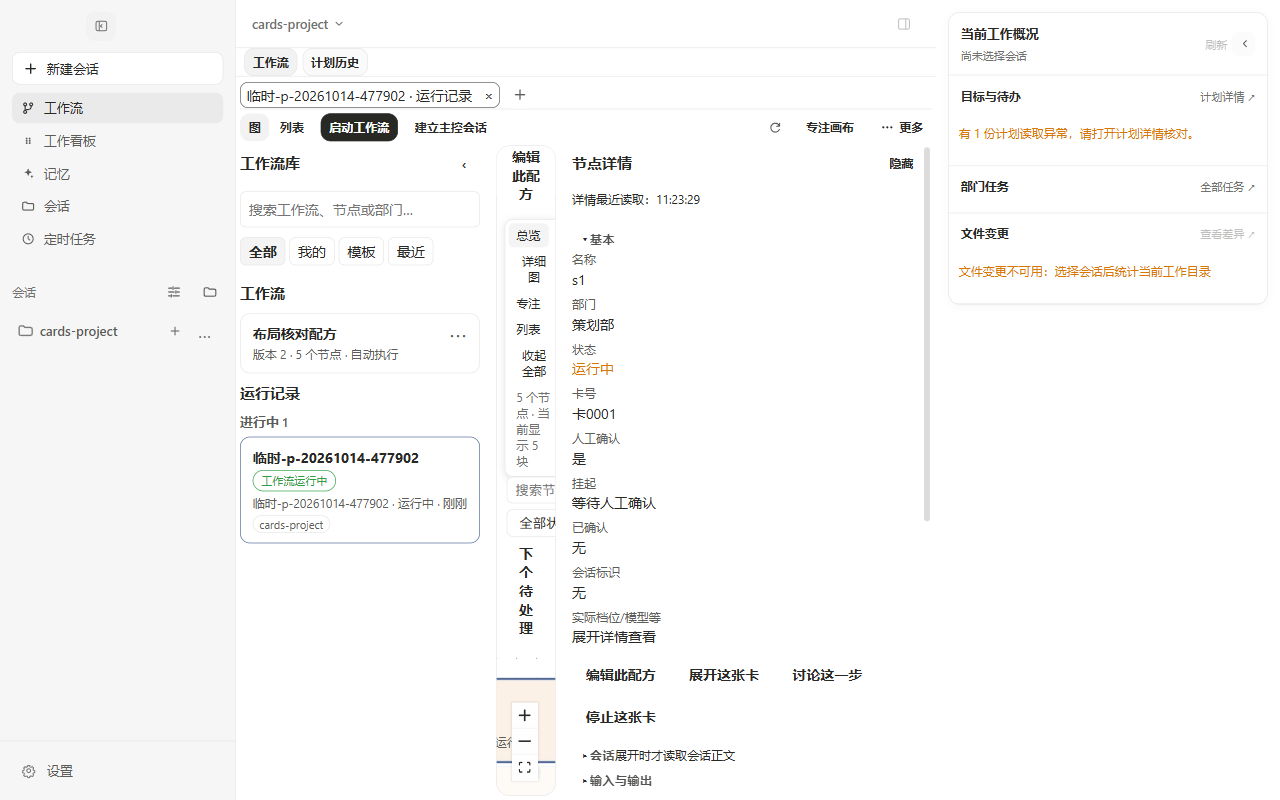 新建会话
工作流
工作看板
记忆
会话
定时任务
会话
cards-project
设置
cards-project
工作流
计划历史
临时-p-20261014-477902 · 运行记录
图
列表
启动工作流
建立主控会话
专注画布
更多
工作流库
搜索工作流、节点或部门...
全部
我的
模板
最近
工作流
布局核对配方
版本 2 · 5 个节点 · 自动执行
运行记录
进行中 1
临时-p-20261014-477902
工作流运行中
临时-p-20261014-477902 · 运行中 · 刚刚
cards-project
编辑
此配
方
总览
详细
图
专注
列表
收起
全部
5 个节
点 · 当
前显
示 5
块
搜索节
全部状
下
个
待
处
理
运行
节点详情
隐藏
详情最近读取：11:23:29
基本
名称
s1
部门
策划部
状态
运行中
卡号
卡0001
人工确认
是
挂起
等待人工确认
已确认
无
会话标识
无
实际档位/模型等
展开详情查看
编辑此配方
展开这张卡
讨论这一步
停止这张卡
会话展开时才读取会话正文
输入与输出
当前工作概况
尚未选择会话
刷新
目标与待办
计划详情
有 1 份计划读取异常，请打开计划详情核对。
部门任务
全部任务
文件变更
查看差异
文件变更不可用：选择会话后统计当前工作目录